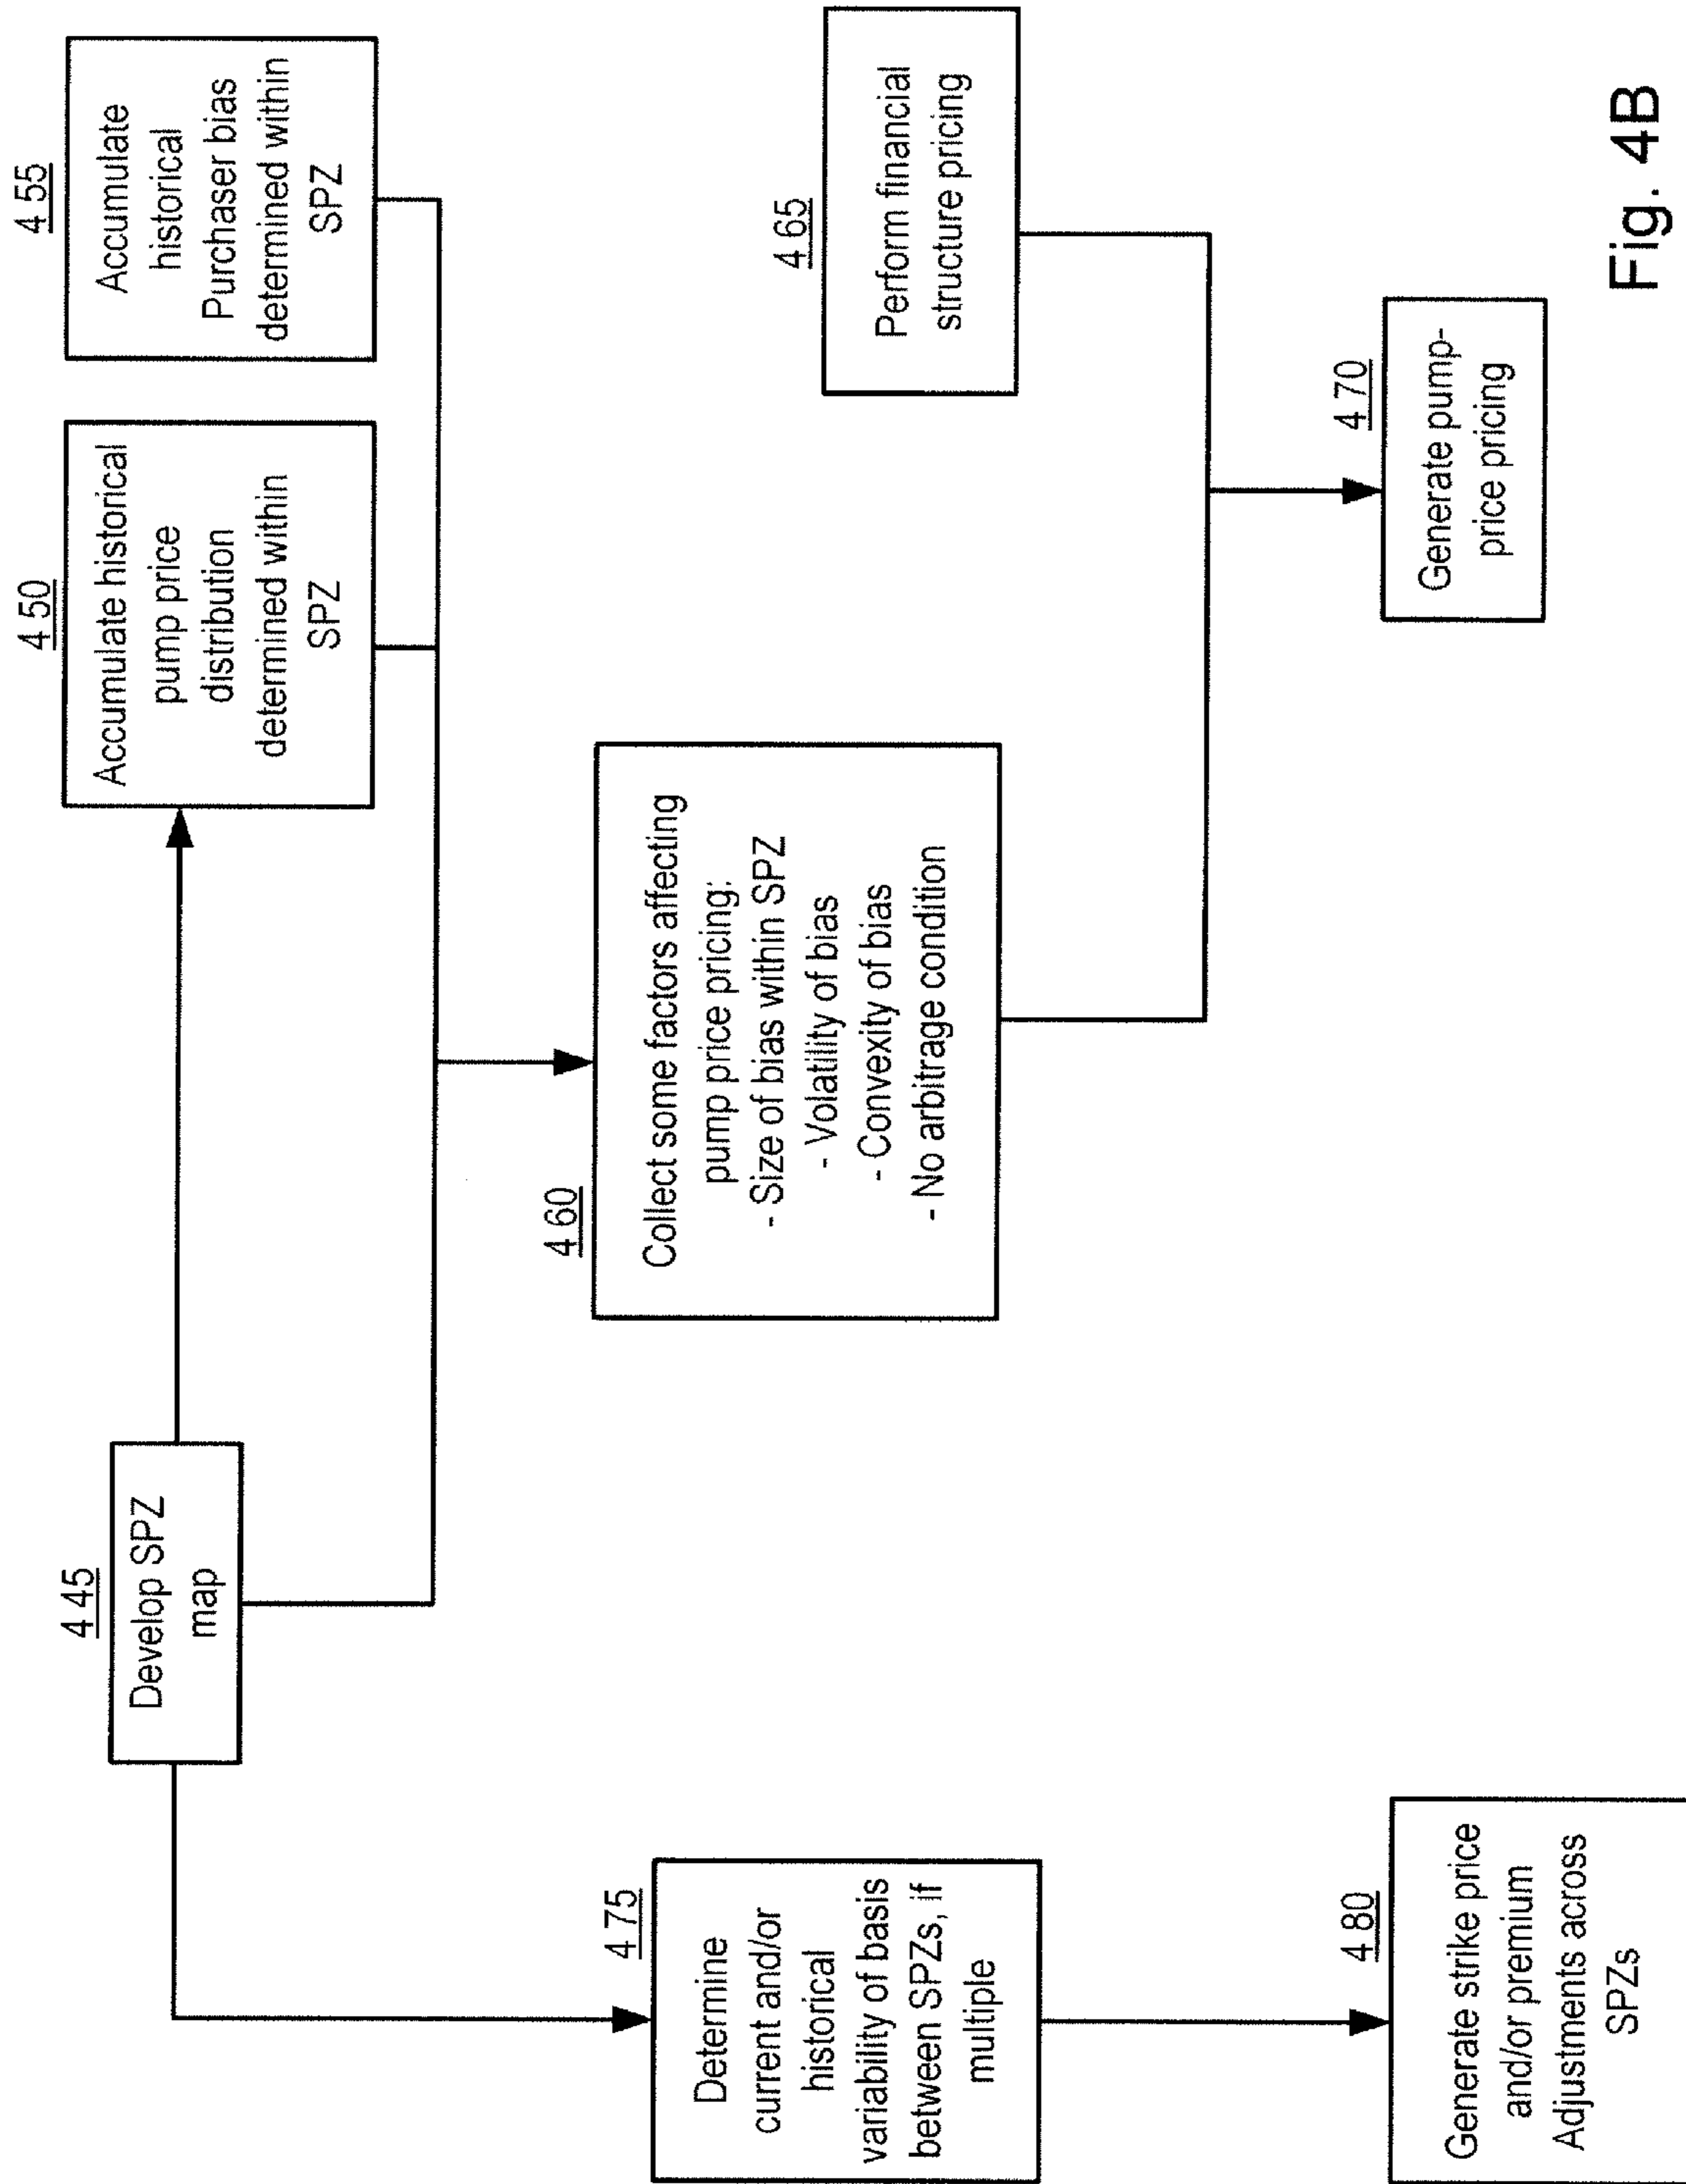 4 45
Develop SPZ
map
4 50
Accumulate historical
pump price
distribution
determined within
SPZ
4 55
Accumulate
historical
Purchaser bias
determined within
SPZ
4 60
Collect some factors affecting
pump price pricing:
- Size of bias within SPZ
- Volatility of bias
- Convexity of bias
- No arbitrage condition
4 65
Perform financial
structure pricing
4 75
Determine
current and/or
historical
variability of basis
between SPZs, if
multiple
4 70
Generate pump-
price pricing
4 80
Generate strike price
and/or premium
Adjustments across
SPZs
Fig. 4B